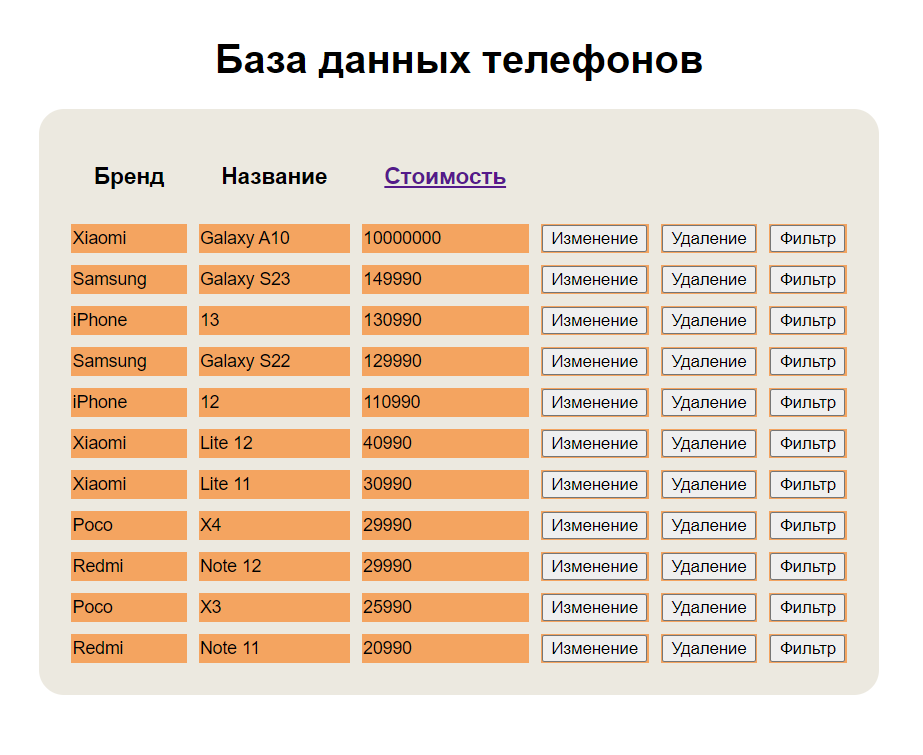 База данных телефонов
Бренд Название Стоимость
Xiaomi Galaxy A10 10000000 Изменение Удаление Фильтр
Samsung Galaxy S23 149990 Изменение Удаление Фильтр
iPhone 13 130990 Изменение Удаление Фильтр
Samsung Galaxy S22 129990 Изменение Удаление Фильтр
iPhone 12 110990 Изменение Удаление Фильтр
Xiaomi Lite 12 40990 Изменение Удаление Фильтр
Xiaomi Lite 11 30990 Изменение Удаление Фильтр
Poco X4 29990 Изменение Удаление Фильтр
Redmi Note 12 29990 Изменение Удаление Фильтр
Poco X3 25990 Изменение Удаление Фильтр
Redmi Note 11 20990 Изменение Удаление Фильтр